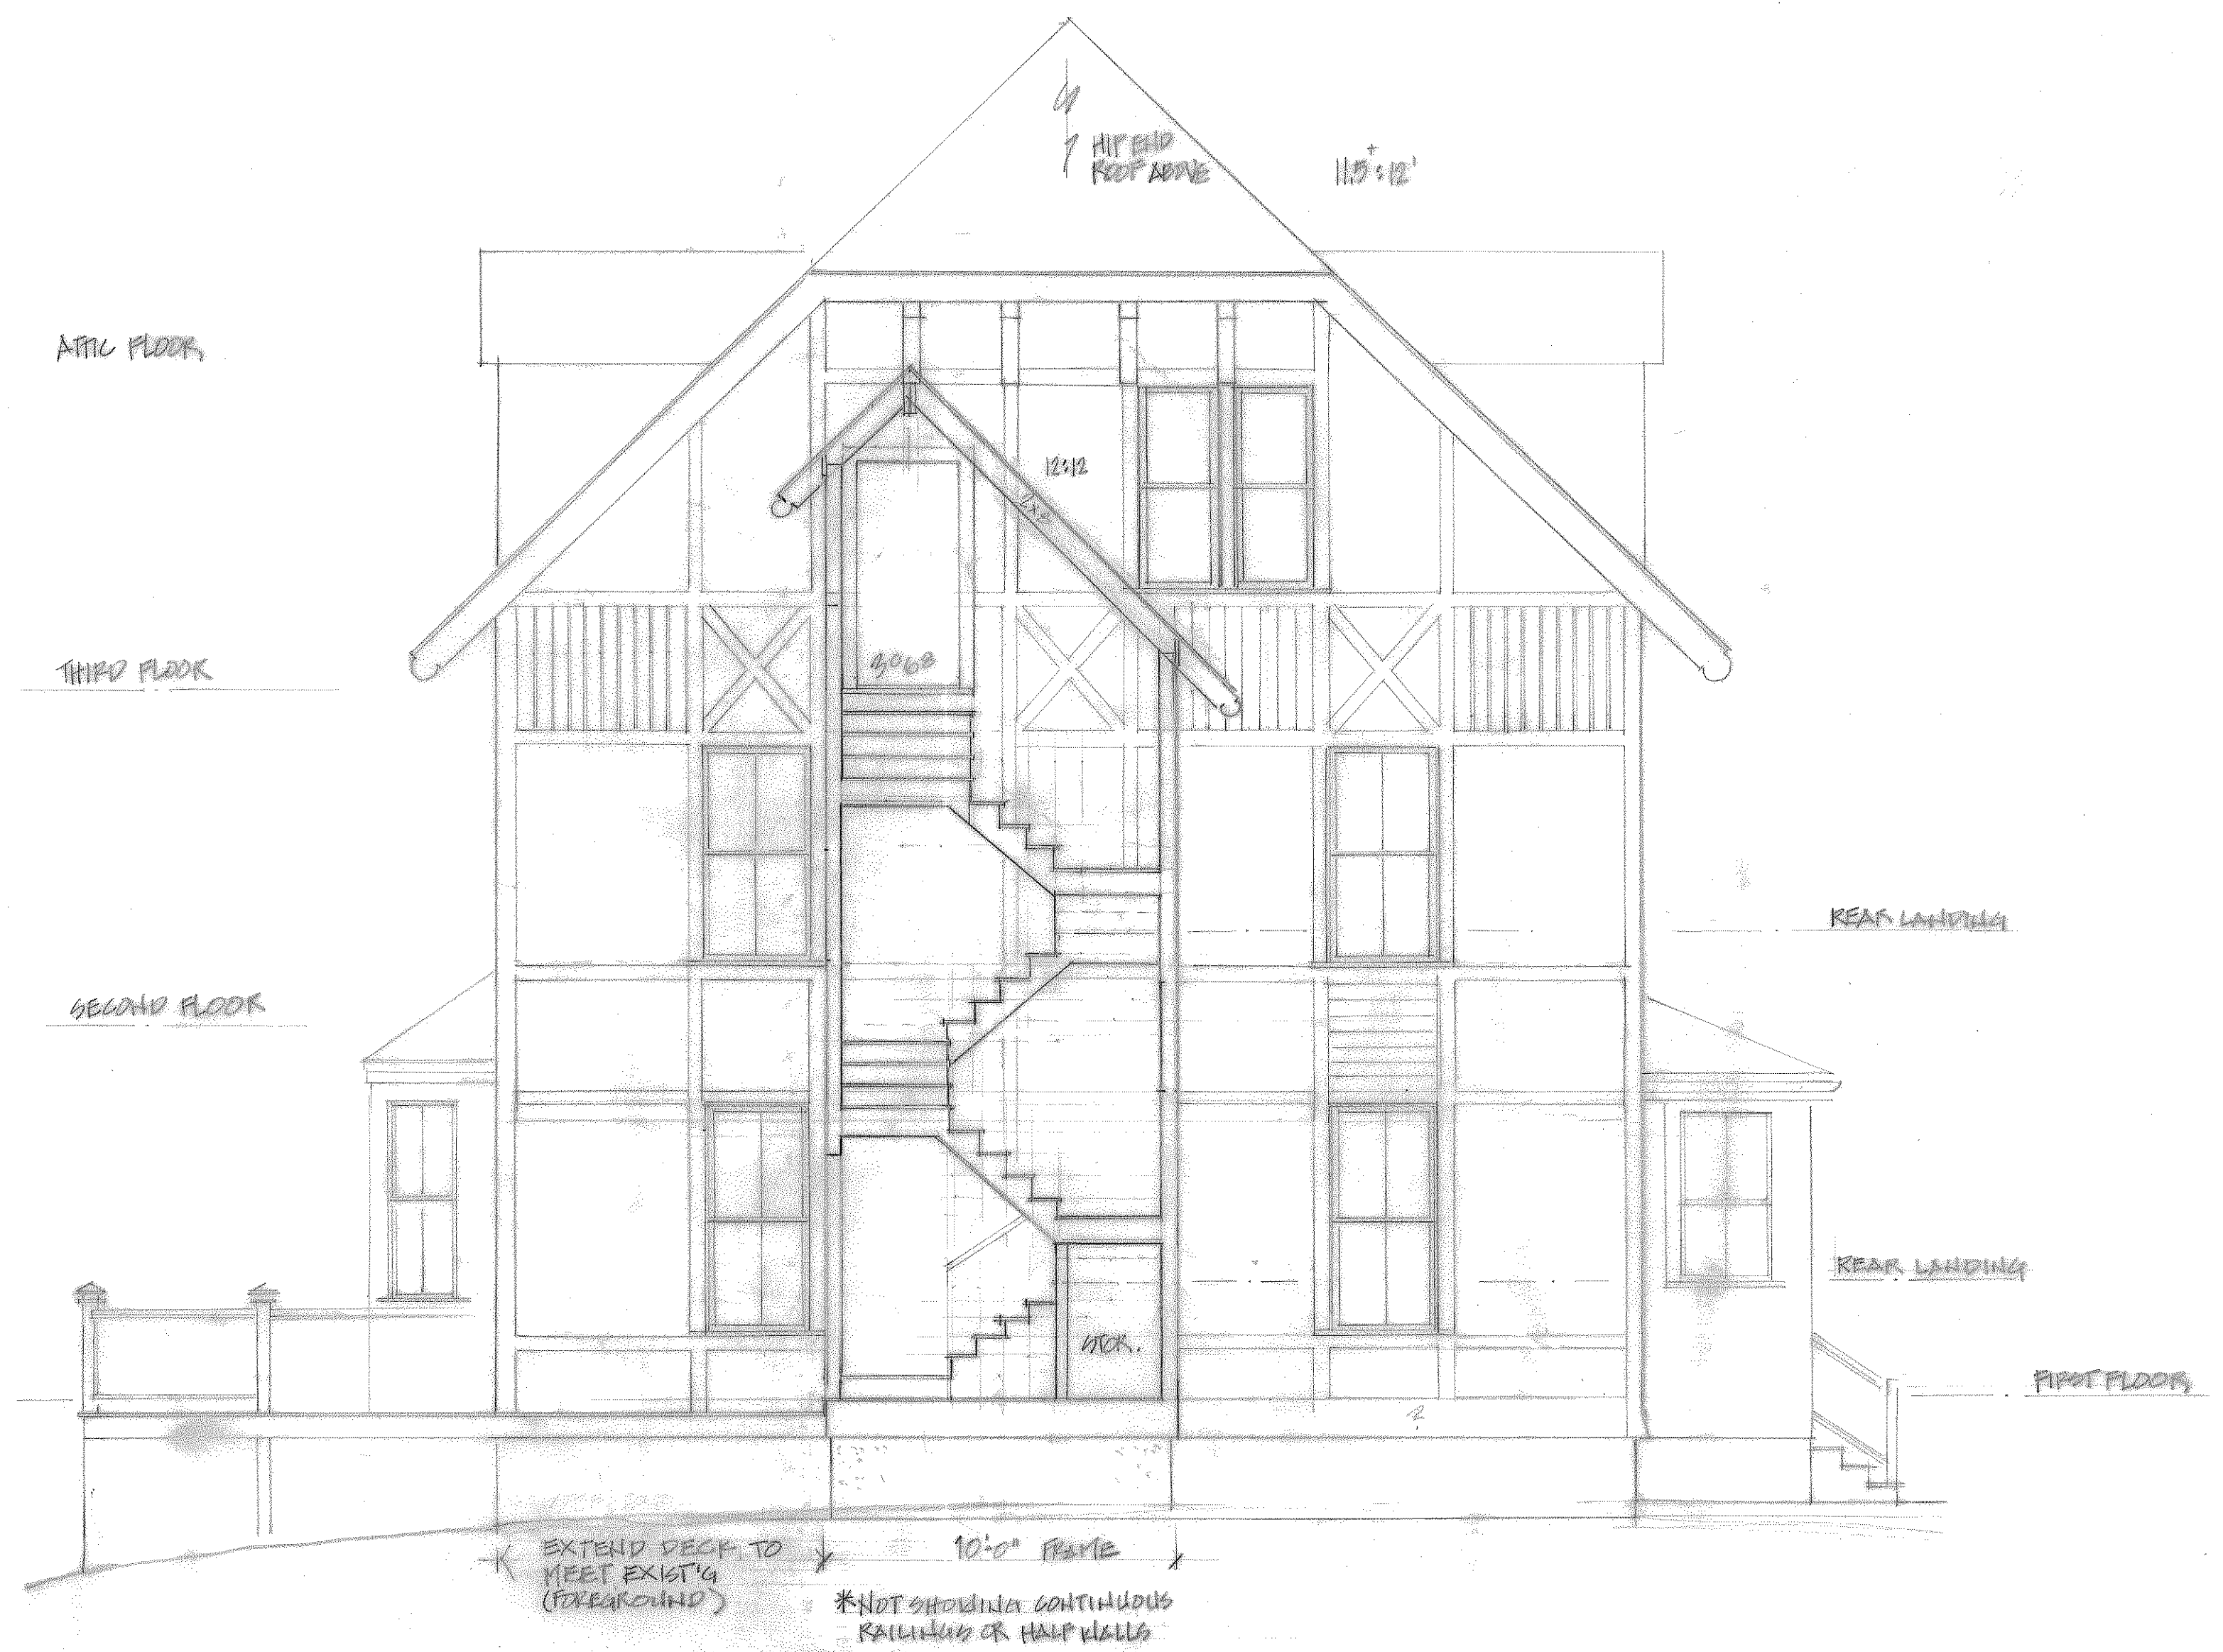 HIP END
ROOF ABOVE
11.5+:12'
ATTIC FLOOR
12:12
2x8
THIRD FLOOR
3068
REAR LANDING
SECOND FLOOR
REAR LANDING
STOR.
FIRST FLOOR
?
EXTEND DECK TO
MEET EXIST'G
(FOREGROUND)
10'-0" FRAME
*NOT SHOWING CONTINUOUS
RAILINGS OR HALF WALLS